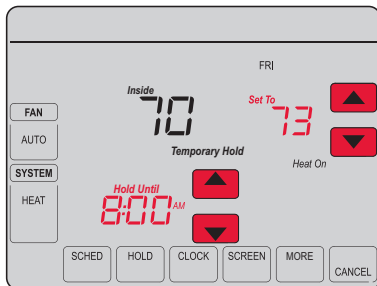 FRI
Inside
70
Set To
73
FAN
AUTO
Temporary Hold
Heat On
SYSTEM
HEAT
Hold Until
8:00 AM
SCHED HOLD CLOCK SCREEN MORE CANCEL